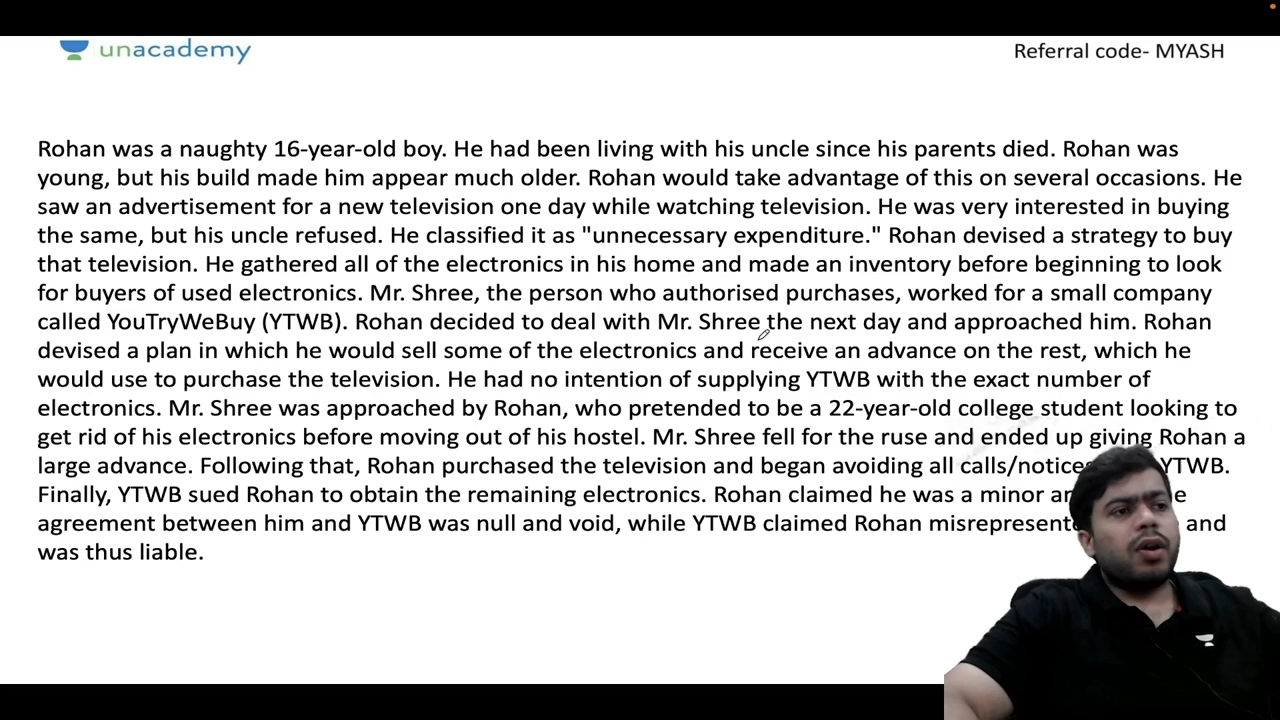 unacademy
Referral code- MYASH
Rohan was a naughty 16-year-old boy. He had been living with his uncle since his parents died. Rohan was
young, but his build made him appear much older. Rohan would take advantage of this on several occasions. He
saw an advertisement for a new television one day while watching television. He was very interested in buying
the same, but his uncle refused. He classified it as "unnecessary expenditure." Rohan devised a strategy to buy
that television. He gathered all of the electronics in his home and made an inventory before beginning to look
for buyers of used electronics. Mr. Shree, the person who authorised purchases, worked for a small company
called YouTryWeBuy (YTWB). Rohan decided to deal with Mr. Shree the next day and approached him. Rohan
devised a plan in which he would sell some of the electronics and receive an advance on the rest, which he
would use to purchase the television. He had no intention of supplying YTWB with the exact number of
electronics. Mr. Shree was approached by Rohan, who pretended to be a 22-year-old college student looking to
get rid of his electronics before moving out of his hostel. Mr. Shree fell for the ruse and ended up giving Rohan a
large advance. Following that, Rohan purchased the television and began avoiding all calls/notices YTWB.
Finally, YTWB sued Rohan to obtain the remaining electronics. Rohan claimed he was a minor
agreement between him and YTWB was null and void, while YTWB claimed Rohan and
was thus liable.